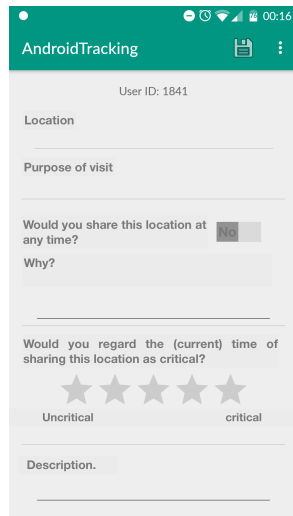 00:16
AndroidTracking
User ID: 1841
Location
Purpose of visit
Would you share this location at
any time?
No
Why?
Would you regard the (current) time of
sharing this location as critical?
Uncritical critical
Description.